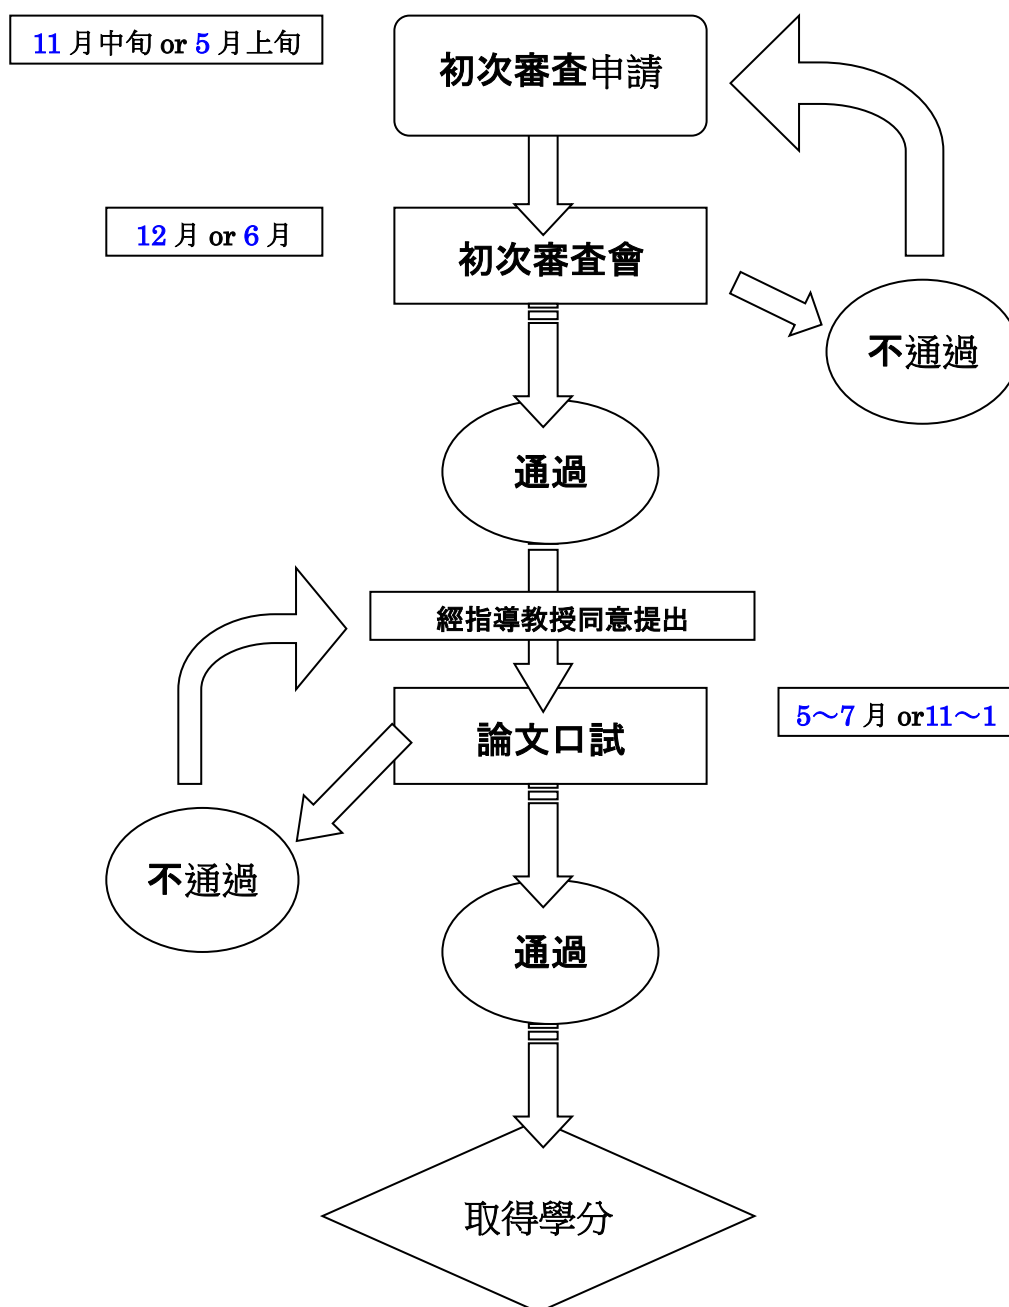 11 月中旬 or 5 月上旬
初次審查申請
12 月 or 6 月
初次審查會
不通過
通過
經指導教授同意提出
論文口試
5～7 月 or11～1
不通過
通過
取得學分